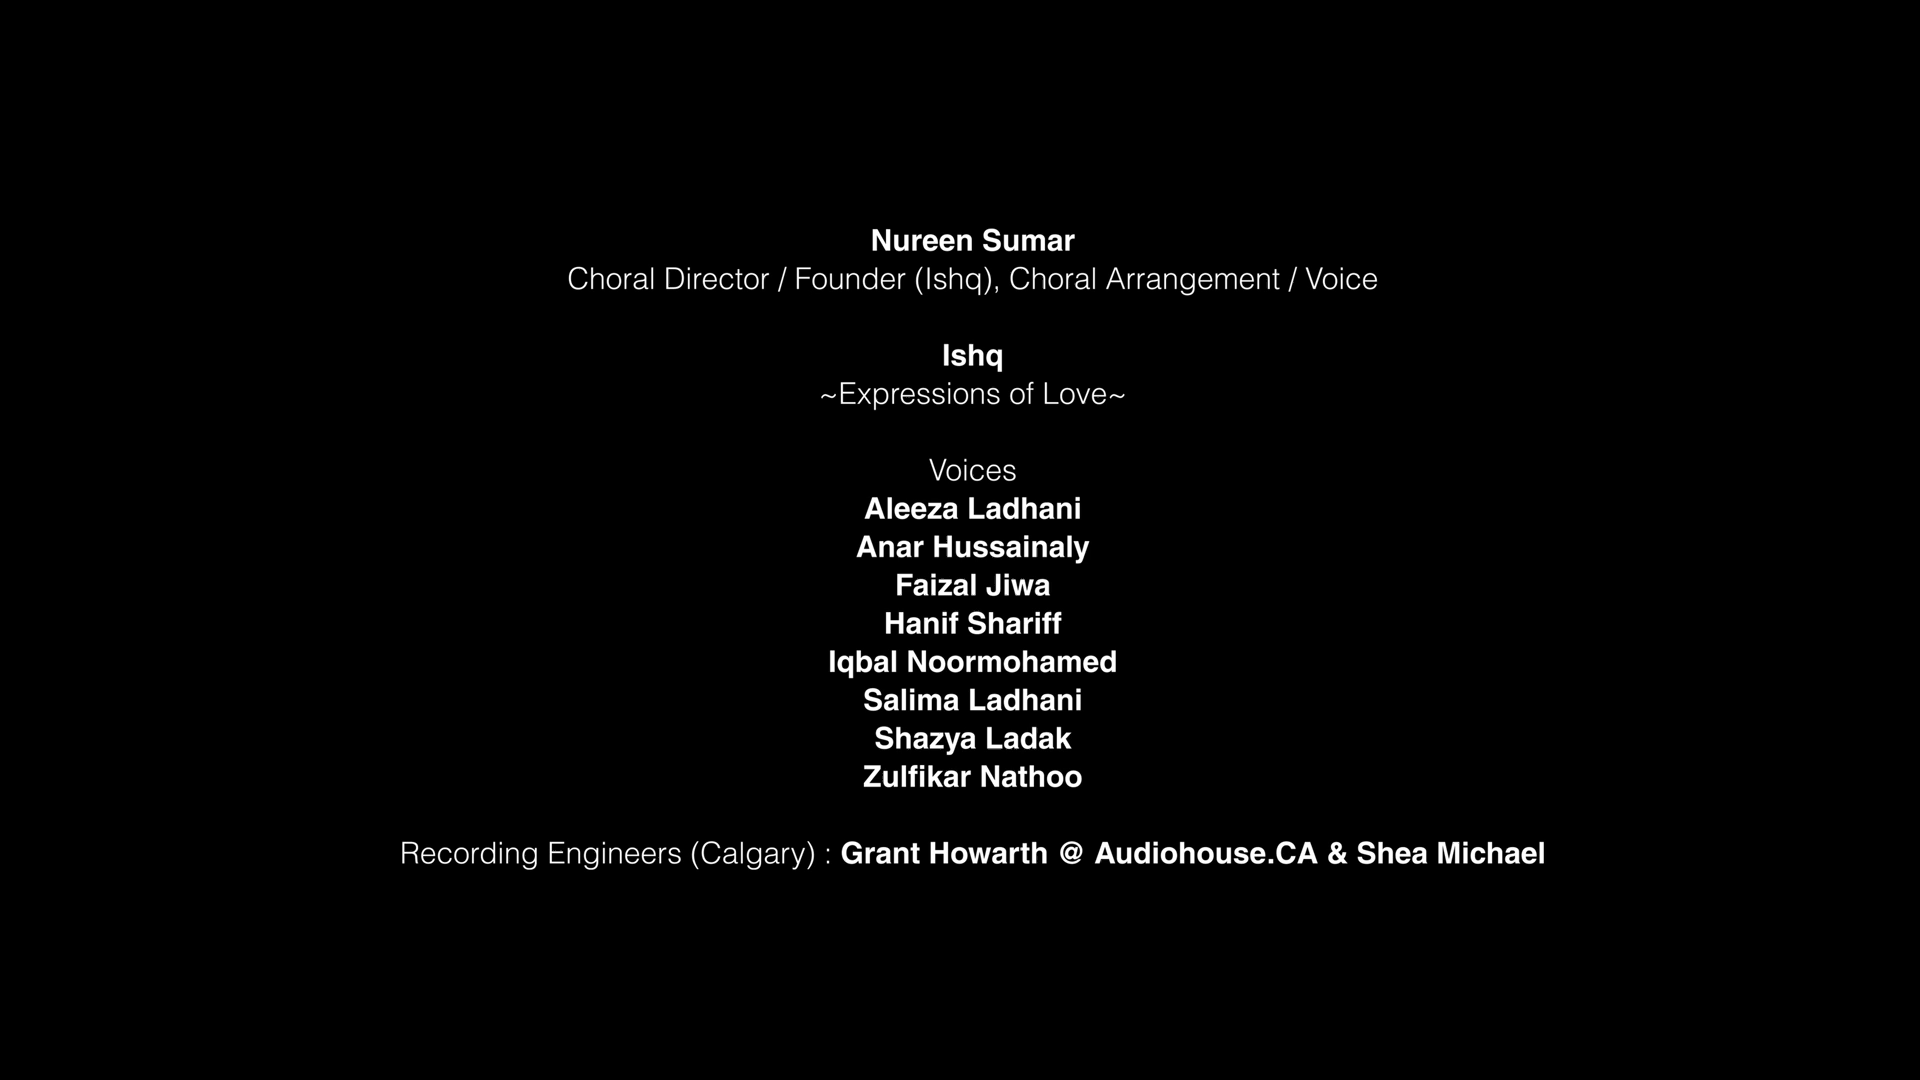 Nureen Sumar
Choral Director / Founder (Ishq), Choral Arrangement / Voice
Ishq
~Expressions of Love~
Voices
Aleeza Ladhani
Anar Hussainaly
Faizal Jiwa
Hanif Shariff
Iqbal Noormohamed
Salima Ladhani
Shazya Ladak
Zulfikar Nathoo
Recording Engineers (Calgary) : Grant Howarth @ Audiohouse.CA & Shea Michael